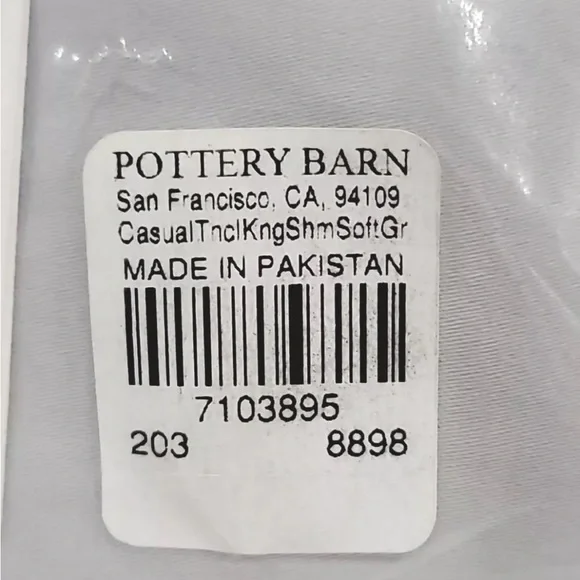 POTTERY BARN
San Francisco, CA, 94109
CasualTnclKngShmSoftGr
MADE IN PAKISTAN
7103895
203 8898